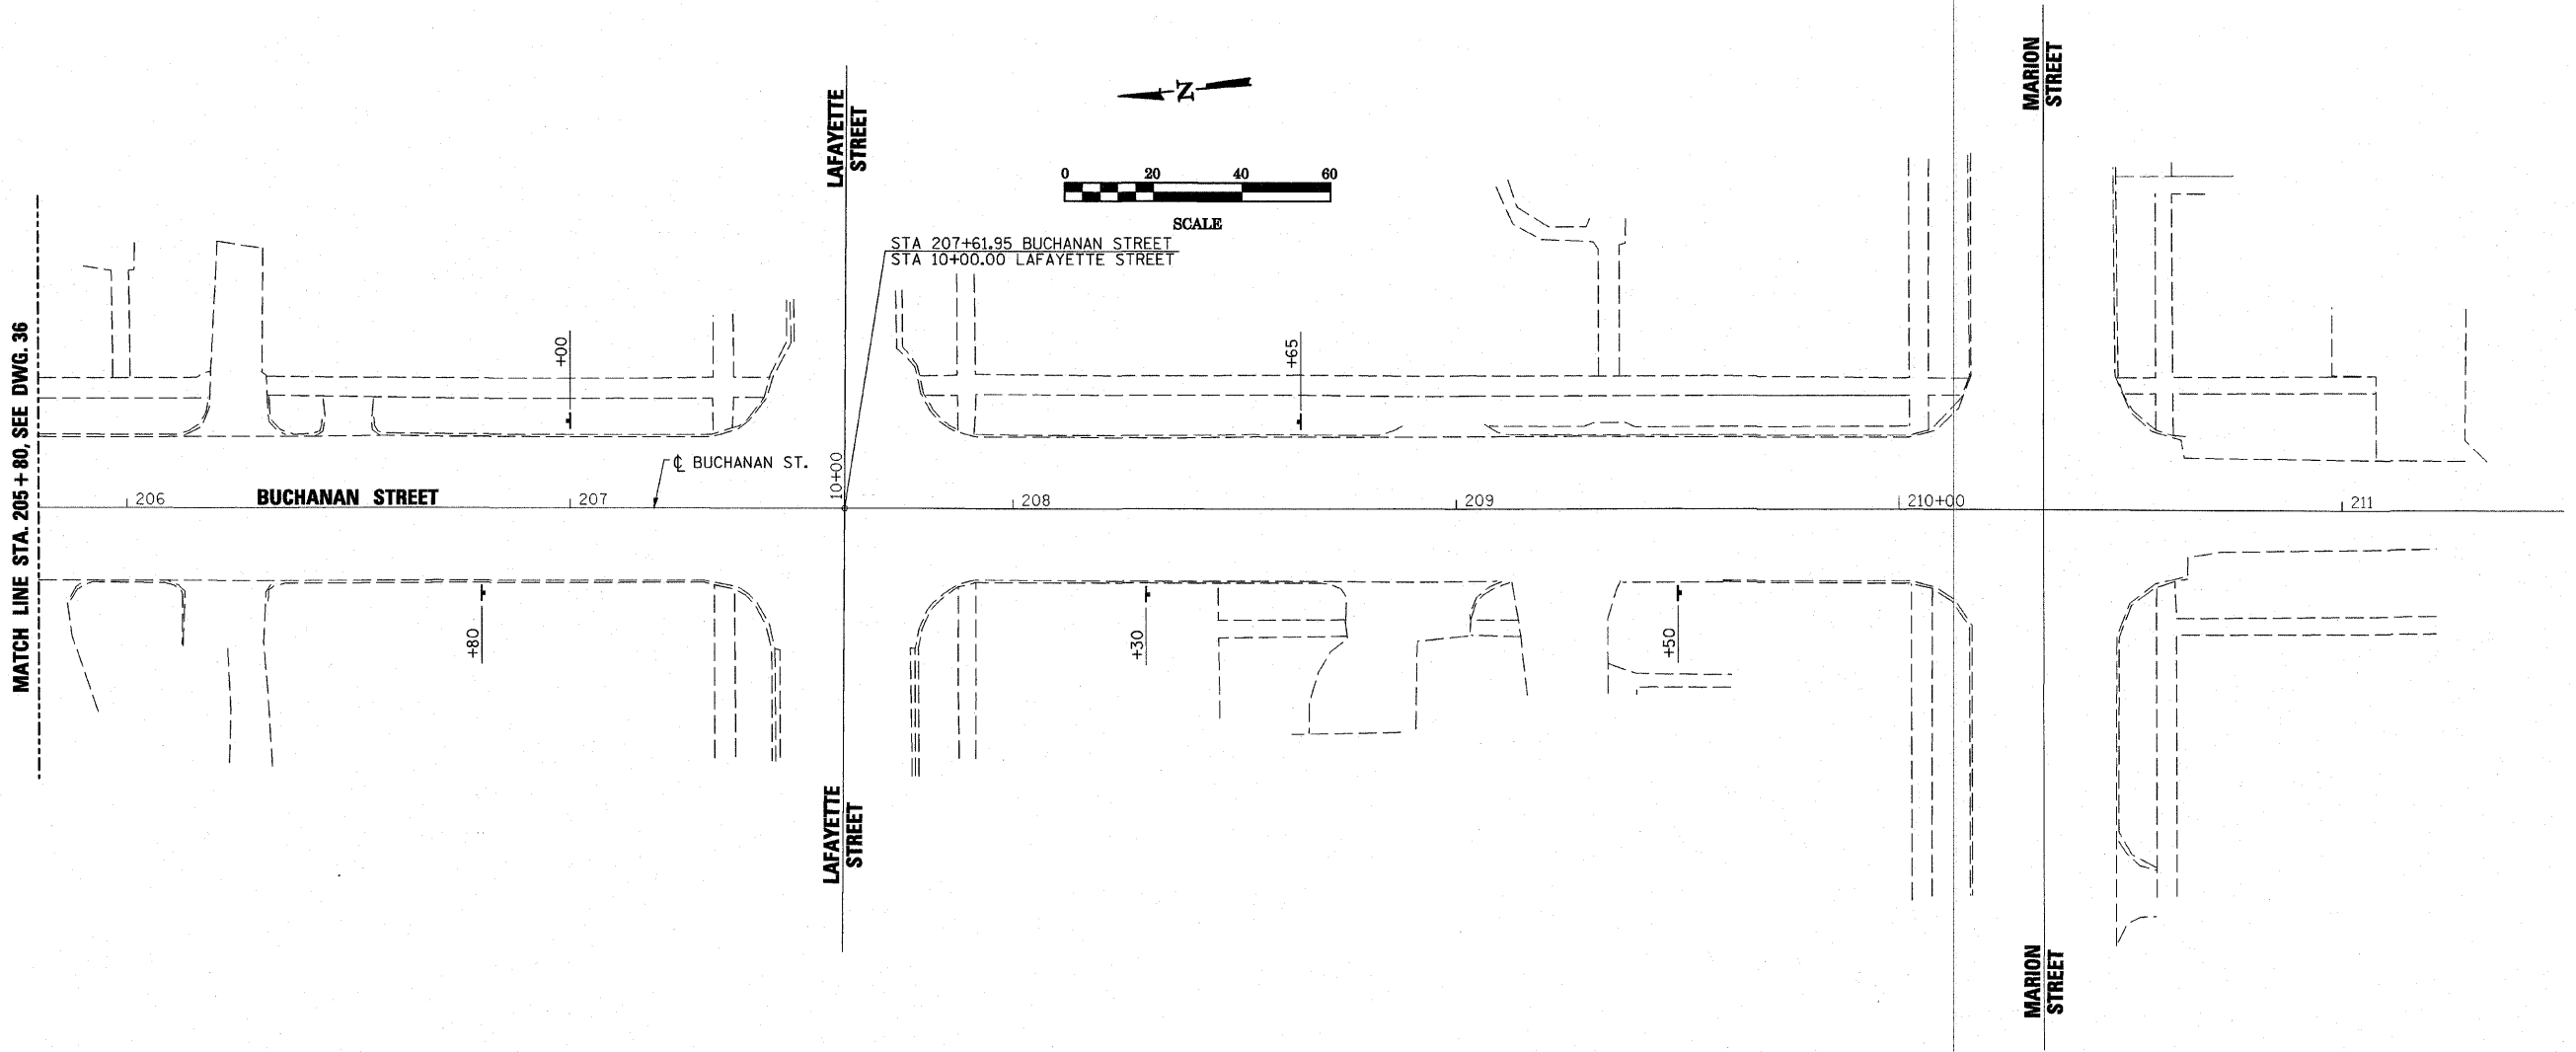 MARION
STREET
LAFAYETTE
STREET
Z
0 20 40 60
SCALE
STA 207+61.95 BUCHANAN STREET
STA 10+00.00 LAFAYETTE STREET
MATCH LINE STA. 205+80, SEE DWG. 36
+00
+65
℄ BUCHANAN ST.
10+00
206
BUCHANAN STREET
207
208
209
210+00
211
+80
+30
+50
LAFAYETTE
STREET
MARION
STREET